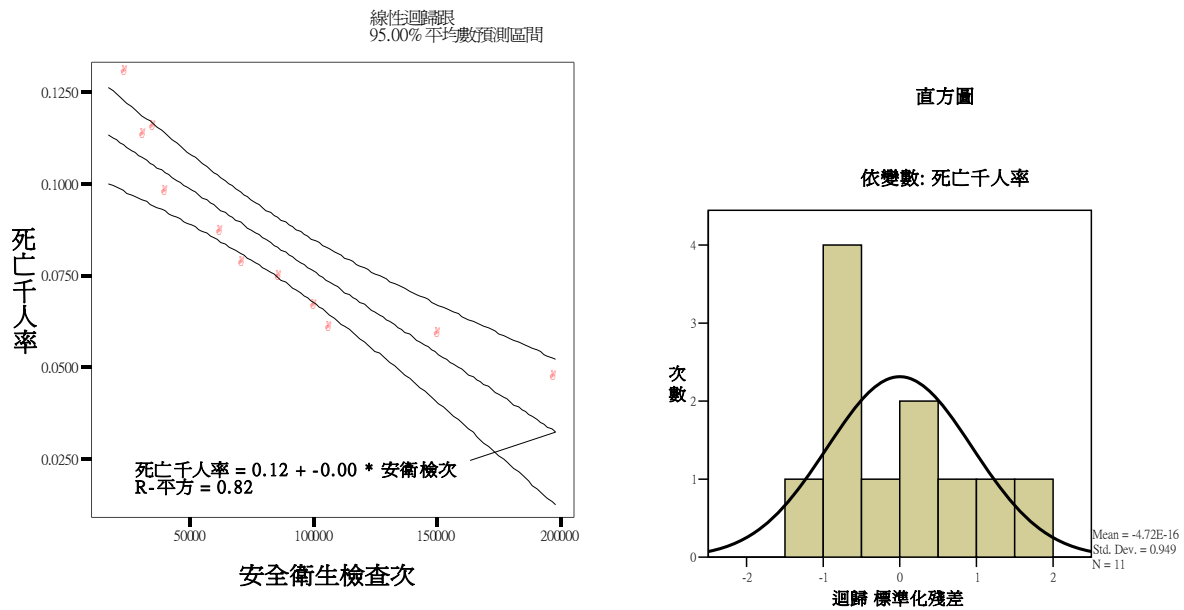 線性迴歸跟
95.00% 平均數預測區間
0.1250
0.1000
0.0750
0.0500
0.0250
死亡千人率
死亡千人率 = 0.12 + -0.00 * 安衛檢次
R-平方 = 0.82
50000
100000
150000
200000
安全衛生檢查次
直方圖
依變數: 死亡千人率
4
3
2
1
0
次數
-2
-1
0
1
2
迴歸 標準化殘差
Mean = -4.72E-16
Std. Dev. = 0.949
N = 11